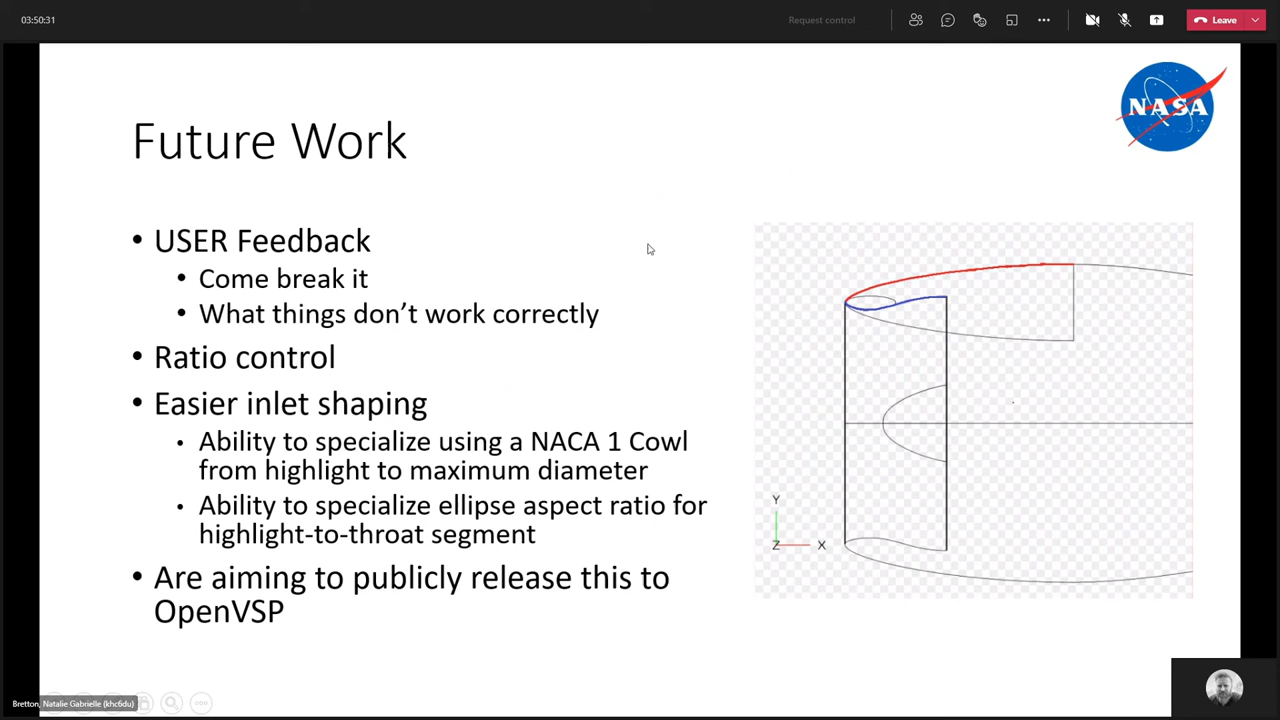 03:50:31
Request control
Leave
NASA
Future Work
• USER Feedback
• Come break it
• What things don’t work correctly
• Ratio control
• Easier inlet shaping
• Ability to specialize using a NACA 1 Cowl
from highlight to maximum diameter
• Ability to specialize ellipse aspect ratio for
highlight-to-throat segment
• Are aiming to publicly release this to
OpenVSP
Y
Z
X
Bretton, Natalie Gabrielle (khc6du)